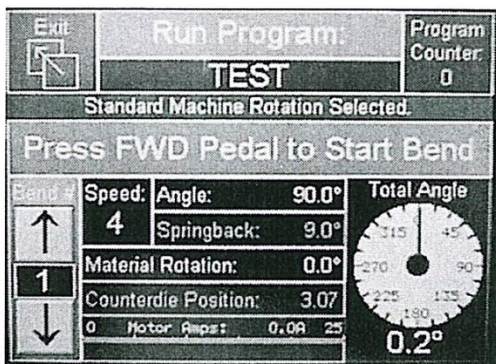 Exit
Run Program:
TEST
Program
Counter:
0
Standard Machine Rotation Selected.
Press FWD Pedal to Start Bend
Bend #
1
Speed:
4
Angle: 90.0°
Springback: 9.0°
Material Rotation: 0.0°
Counterdie Position: 3.07
0 Motor Amps: 0.0A 25
Total Angle
315 45
270 90
225 135
180
0.2°